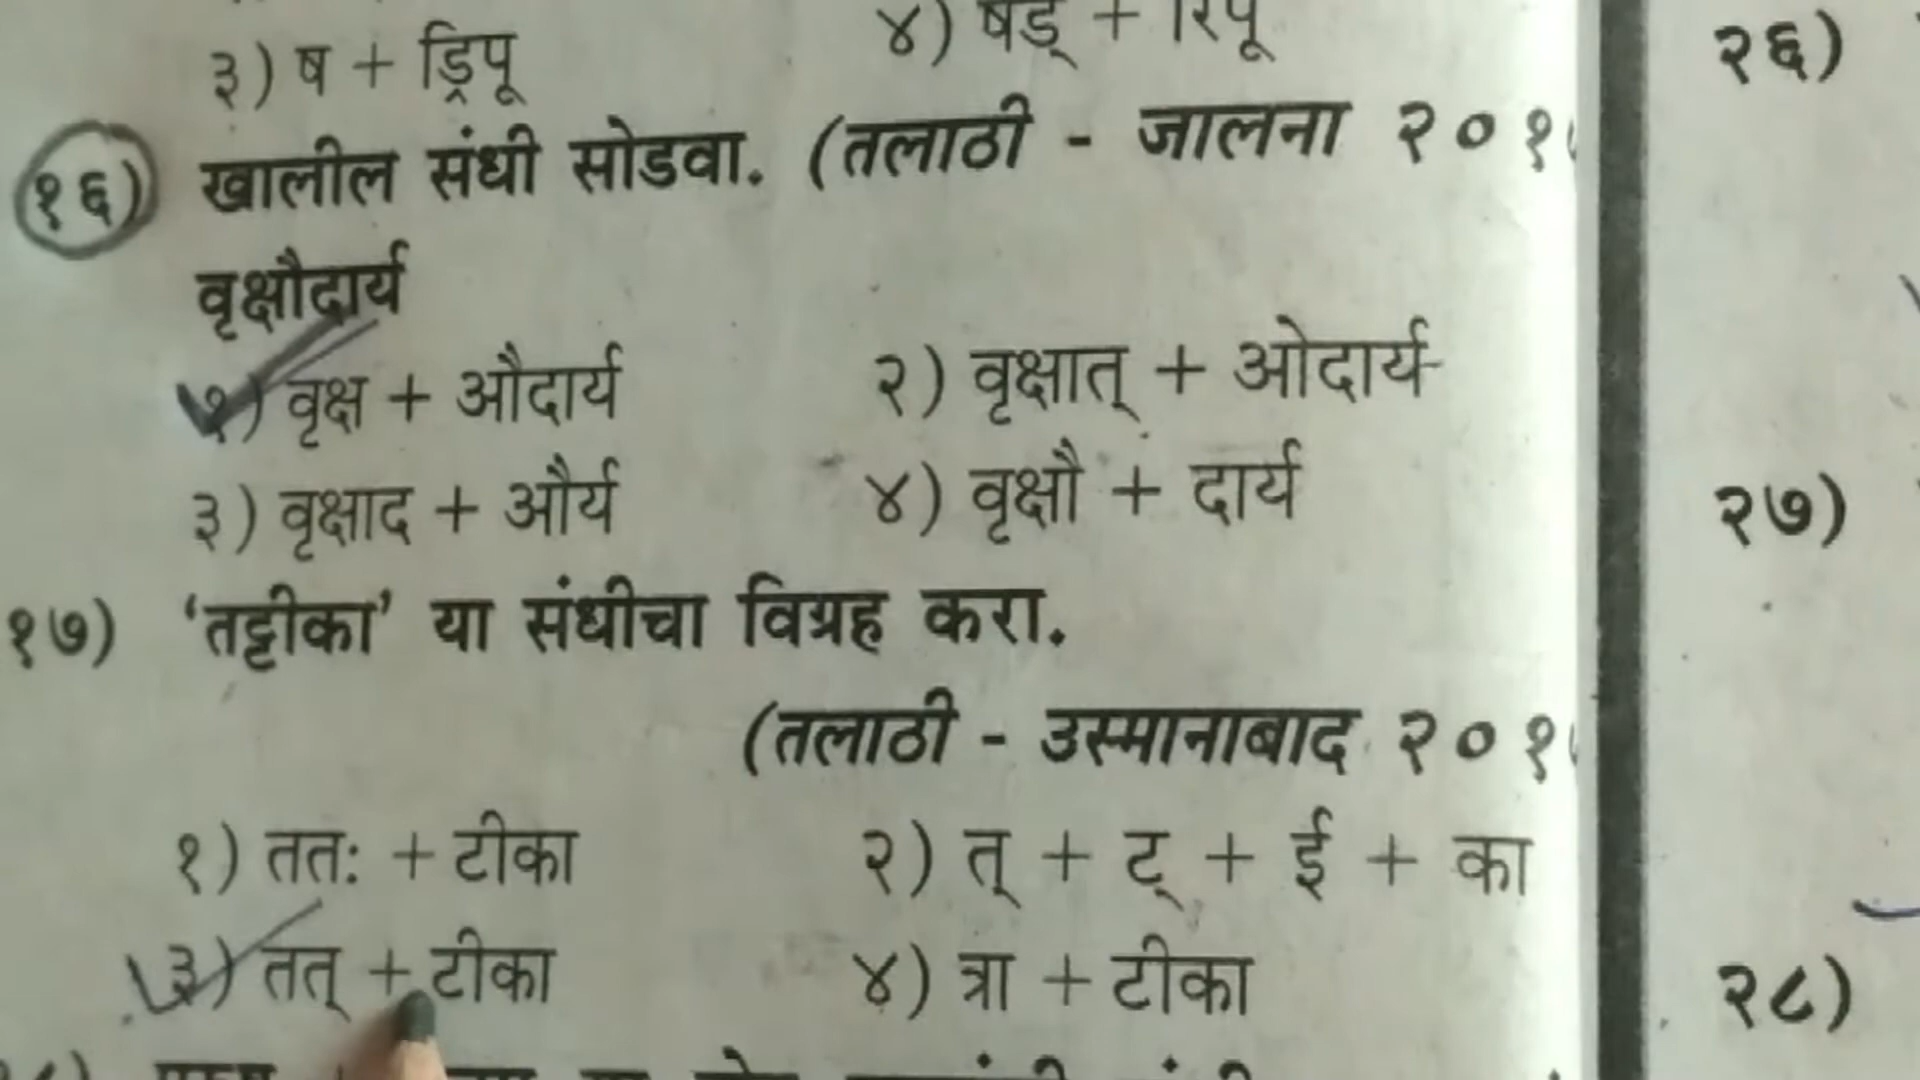 ३) ष + ड्रिपू ४) षड् + रिपू
१६) खालील संधी सोडवा. (तलाठी - जालना २०१
वृक्षौदार्य
१) वृक्ष + औदार्य २) वृक्षात् + ओदार्य
३) वृक्षाद + और्य ४) वृक्षौ + दार्य
१७) 'तट्टीका' या संधीचा विग्रह करा.
(तलाठी - उस्मानाबाद २०१
१) ततः + टीका २) त् + ट् + ई + का
३) तत् + टीका ४) त्रा + टीका
२६)
२७)
२८)